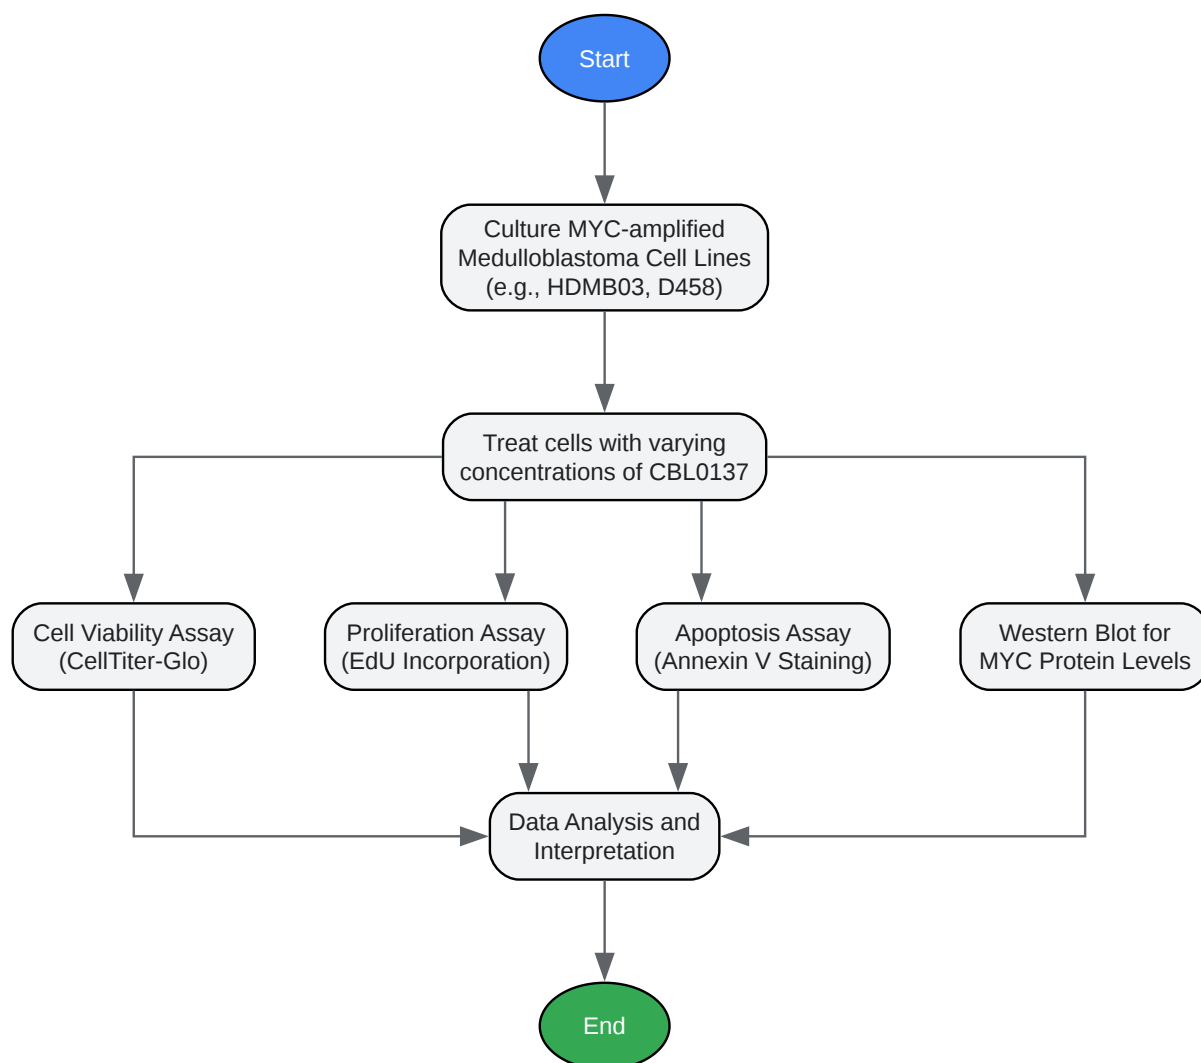 Start
Culture MYC-amplified
Medulloblastoma Cell Lines
(e.g., HDMB03, D458)
Treat cells with varying
concentrations of CBL0137
Cell Viability Assay
(CellTiter-Glo)
Proliferation Assay
(EdU Incorporation)
Apoptosis Assay
(Annexin V Staining)
Western Blot for
MYC Protein Levels
Data Analysis and
Interpretation
End